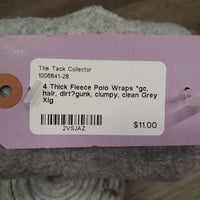 The Tack Collector
1006841-28
4 Thick Fleece Polo Wraps *gc,
hair, dirt?gunk, clumpy, clean Grey
Xlg
2VSJAZ
$11.00